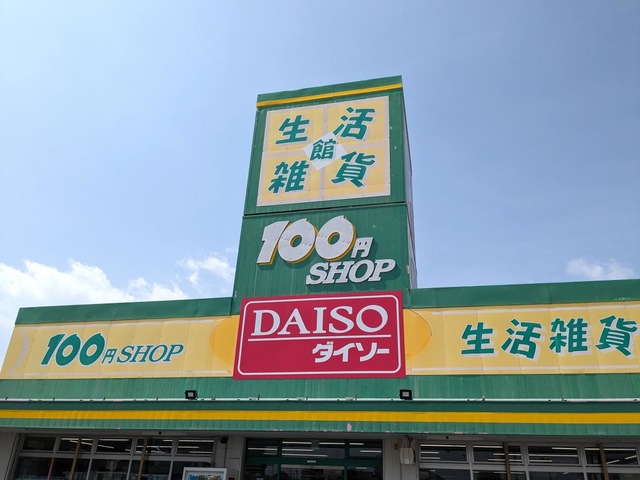 生活
館
雑貨
100円
SHOP
DAISO
ダイソー
100円SHOP
生活雑貨